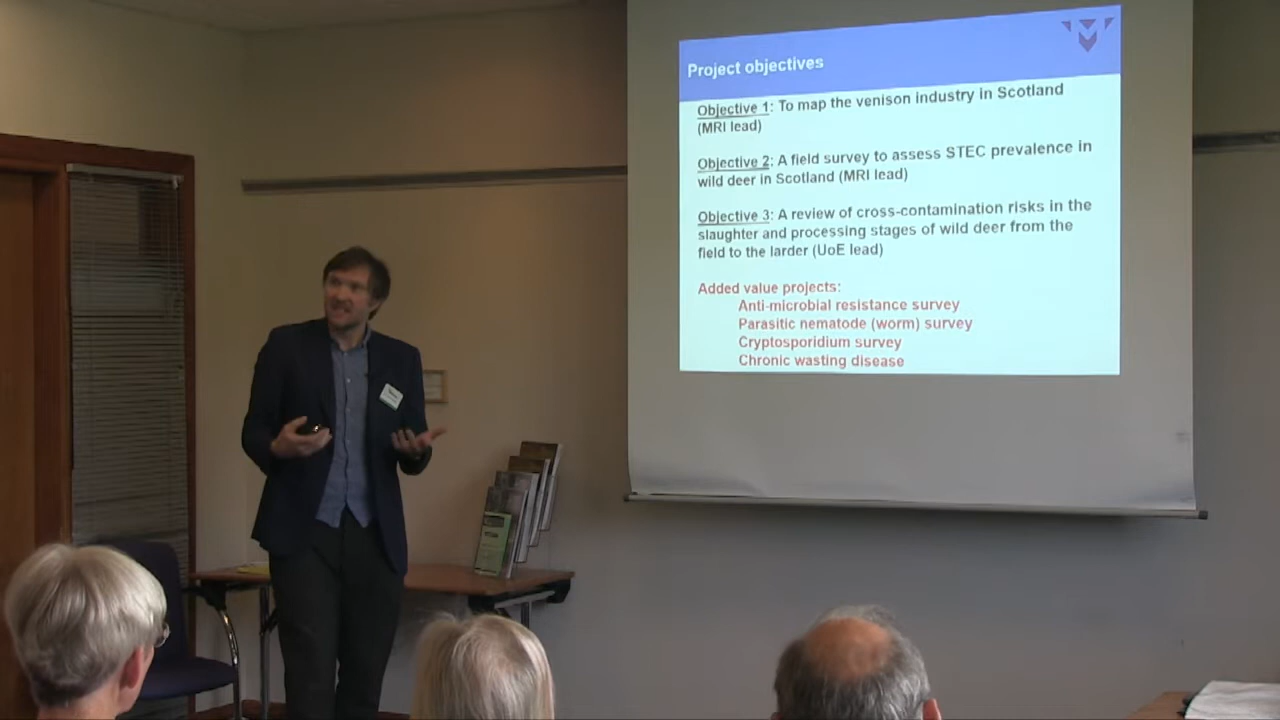 Project objectives
Objective 1: To map the venison industry in Scotland
(MRI lead)
Objective 2: A field survey to assess STEC prevalence in
wild deer in Scotland (MRI lead)
Objective 3: A review of cross-contamination risks in the
slaughter and processing stages of wild deer from the
field to the larder (UoE lead)
Added value projects:
Anti-microbial resistance survey
Parasitic nematode (worm) survey
Cryptosporidium survey
Chronic wasting disease